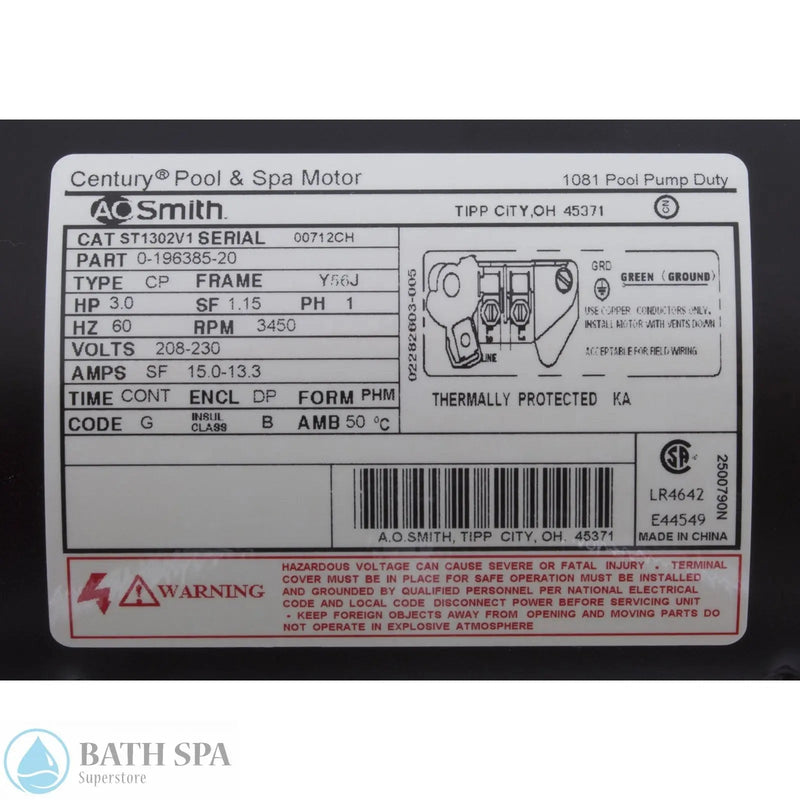 Century® Pool & Spa Motor
1081 Pool Pump Duty
AO Smith.
TIPP CITY,OH 45371
CAT ST1302V1 SERIAL 00712CH
PART 0-196385-20
TYPE CP FRAME Y56J
HP 3.0 SF 1.15 PH 1
HZ 60 RPM 3450
VOLTS 208-230
AMPS SF 15.0-13.3
TIME CONT ENCL DP FORM PHM
CODE G INSUL CLASS B AMB 50 °C
02282603-005
LINE
GRD
GREEN (GROUND)
USE COPPER CONDUCTORS ONLY,
INSTALL MOTOR WITH VENTS DOWN
ACCEPTABLE FOR FIELD WIRING
THERMALLY PROTECTED KA
A.O.SMITH, TIPP CITY, OH. 45371
LR4642
E44549
MADE IN CHINA
2500790N
WARNING
HAZARDOUS VOLTAGE CAN CAUSE SEVERE OR FATAL INJURY • TERMINAL
COVER MUST BE IN PLACE FOR SAFE OPERATION MUST BE INSTALLED
AND GROUNDED BY QUALIFIED PERSONNEL PER NATIONAL ELECTRICAL
CODE AND LOCAL CODE DISCONNECT POWER BEFORE SERVICING UNIT
• KEEP FOREIGN OBJECTS AWAY FROM OPENING AND MOVING PARTS DO
NOT OPERATE IN EXPLOSIVE ATMOSPHERE
BATH SPA
Superstore